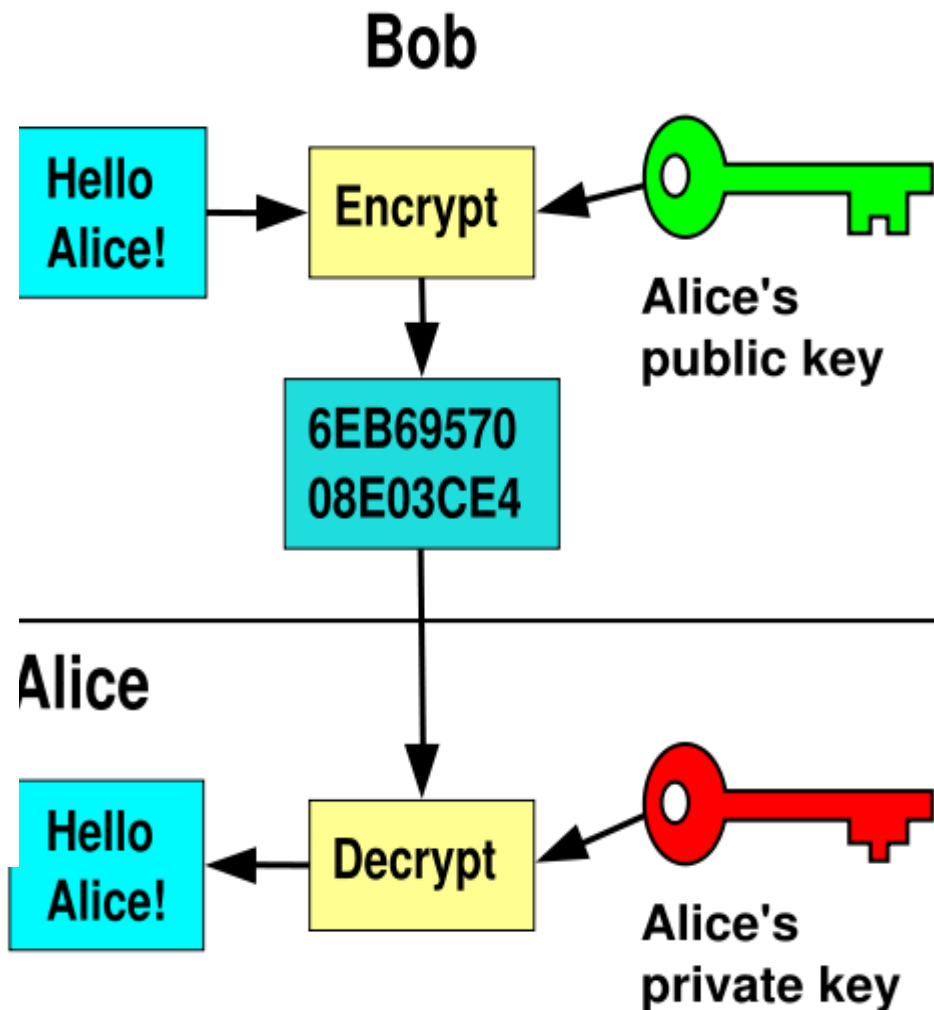 Bob
Hello
Alice!
Encrypt
Alice's
public key
6EB69570
08E03CE4
Alice
Hello
Alice!
Decrypt
Alice's
private key